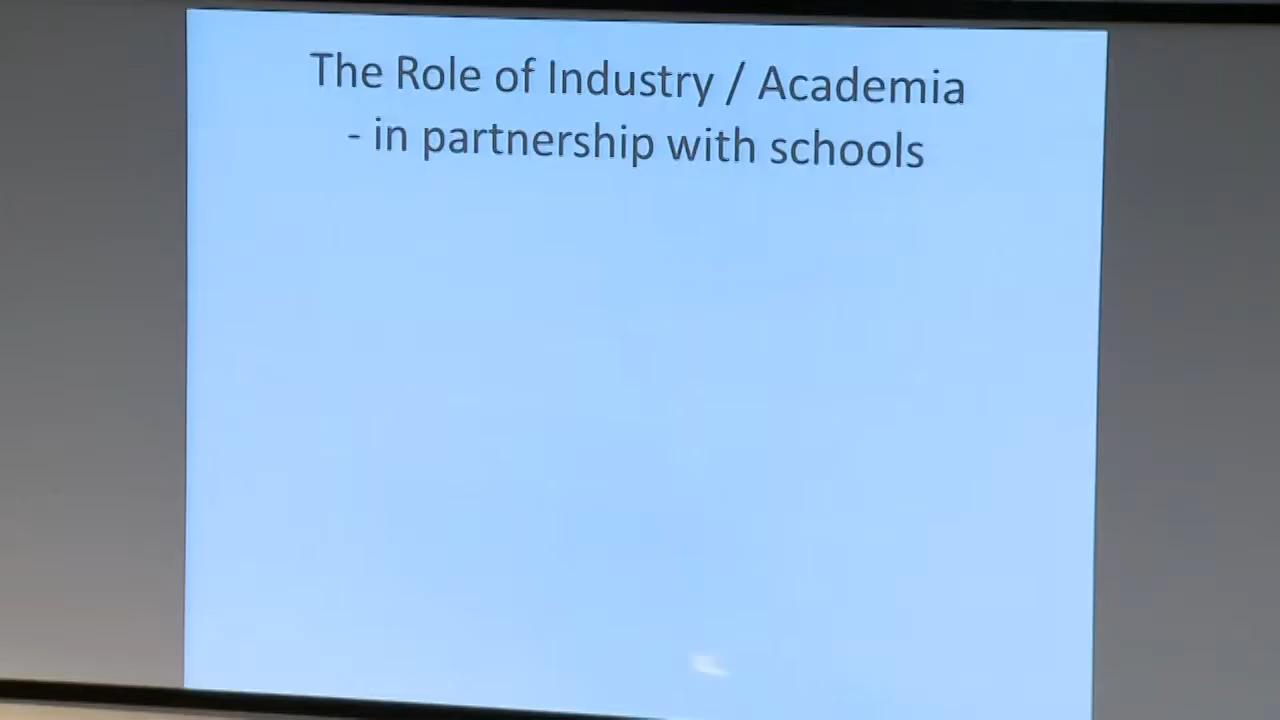 The Role of Industry / Academia
- in partnership with schools